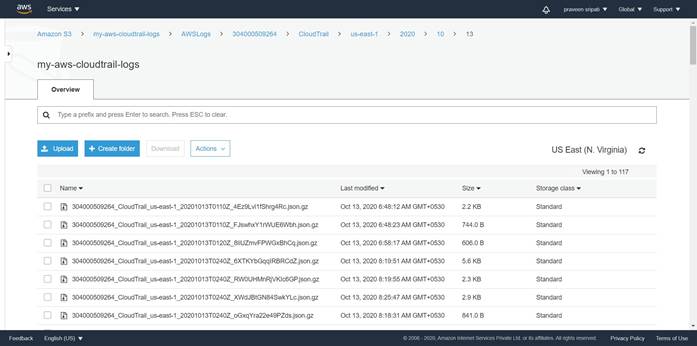 aws Services praveen sripati Global Support
Amazon S3 > my-aws-cloudtrail-logs > AWSLogs > 304000509264 > CloudTrail > us-east-1 > 2020 > 10 > 13
my-aws-cloudtrail-logs
Overview
Type a prefix and press Enter to search. Press ESC to clear.
Upload + Create folder Download Actions US East (N. Virginia)
Viewing 1 to 117
Name Last modified Size Storage class
304000509264_CloudTrail_us-east-1_20201013T0110Z_4Ez9LvI1fShrg4Rc.json.gz Oct 13, 2020 6:48:12 AM GMT+0530 2.2 KB Standard
304000509264_CloudTrail_us-east-1_20201013T0110Z_FJswhxY1rWUE6Wbh.json.gz Oct 13, 2020 6:48:23 AM GMT+0530 744.0 B Standard
304000509264_CloudTrail_us-east-1_20201013T0120Z_8IiUZmvFPWGxBhCq.json.gz Oct 13, 2020 6:58:17 AM GMT+0530 606.0 B Standard
304000509264_CloudTrail_us-east-1_20201013T0240Z_6XTKYbGqqIRBRCdZ.json.gz Oct 13, 2020 8:19:51 AM GMT+0530 5.6 KB Standard
304000509264_CloudTrail_us-east-1_20201013T0240Z_RW0UHMnRjVKIc6GP.json.gz Oct 13, 2020 8:19:55 AM GMT+0530 2.3 KB Standard
304000509264_CloudTrail_us-east-1_20201013T0240Z_XWdJBtGN84SwkYLc.json.gz Oct 13, 2020 8:25:47 AM GMT+0530 2.9 KB Standard
304000509264_CloudTrail_us-east-1_20201013T0240Z_oGxqYra22e49PZds.json.gz Oct 13, 2020 8:16:31 AM GMT+0530 841.0 B Standard
Feedback English (US) © 2008 - 2020, Amazon Internet Services Private Ltd. or its affiliates. All rights reserved. Privacy Policy Terms of Use